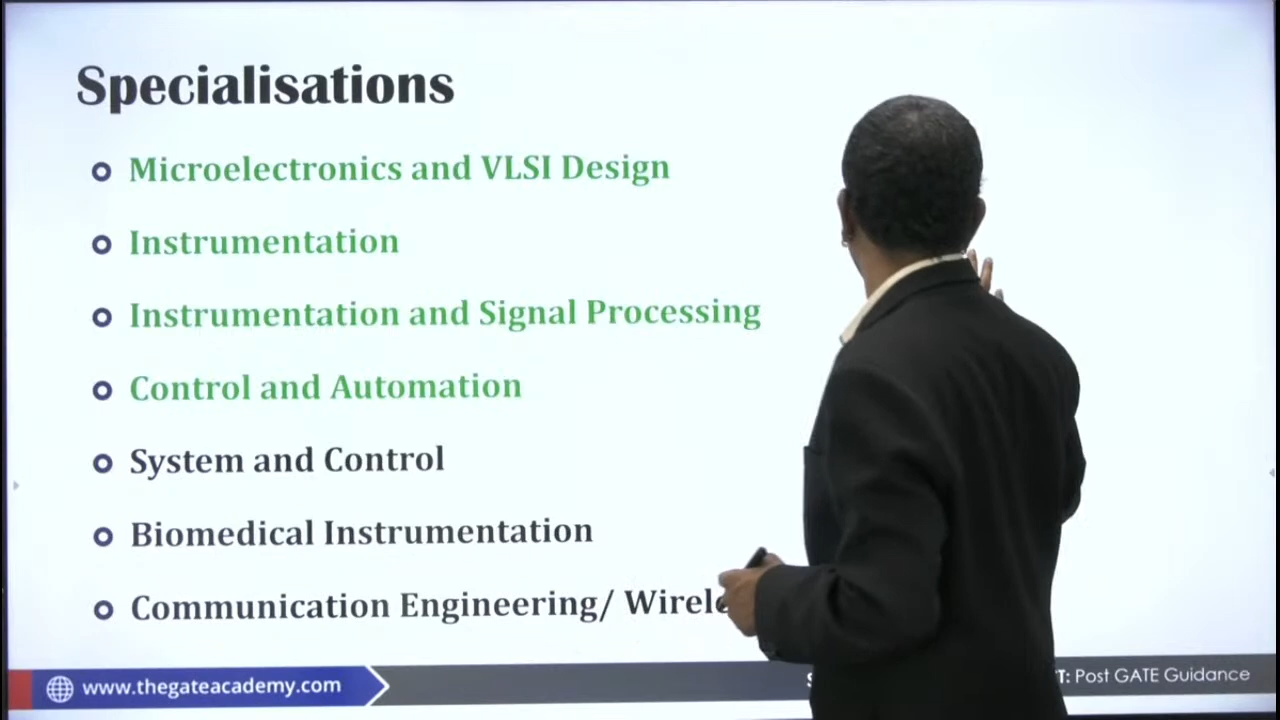 Specialisations
Microelectronics and VLSI Design
Instrumentation
Instrumentation and Signal Processing
Control and Automation
System and Control
Biomedical Instrumentation
Communication Engineering/
www.thegateacademy.com
Post GATE Guidance